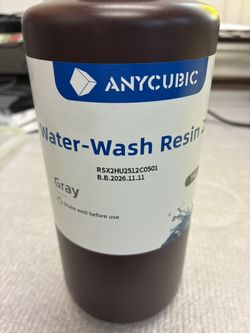 ANYCUBIC
Water-Wash Resin
RSX2HU2512C0501
B.B.2026.11.11
Gray
Shake well before use